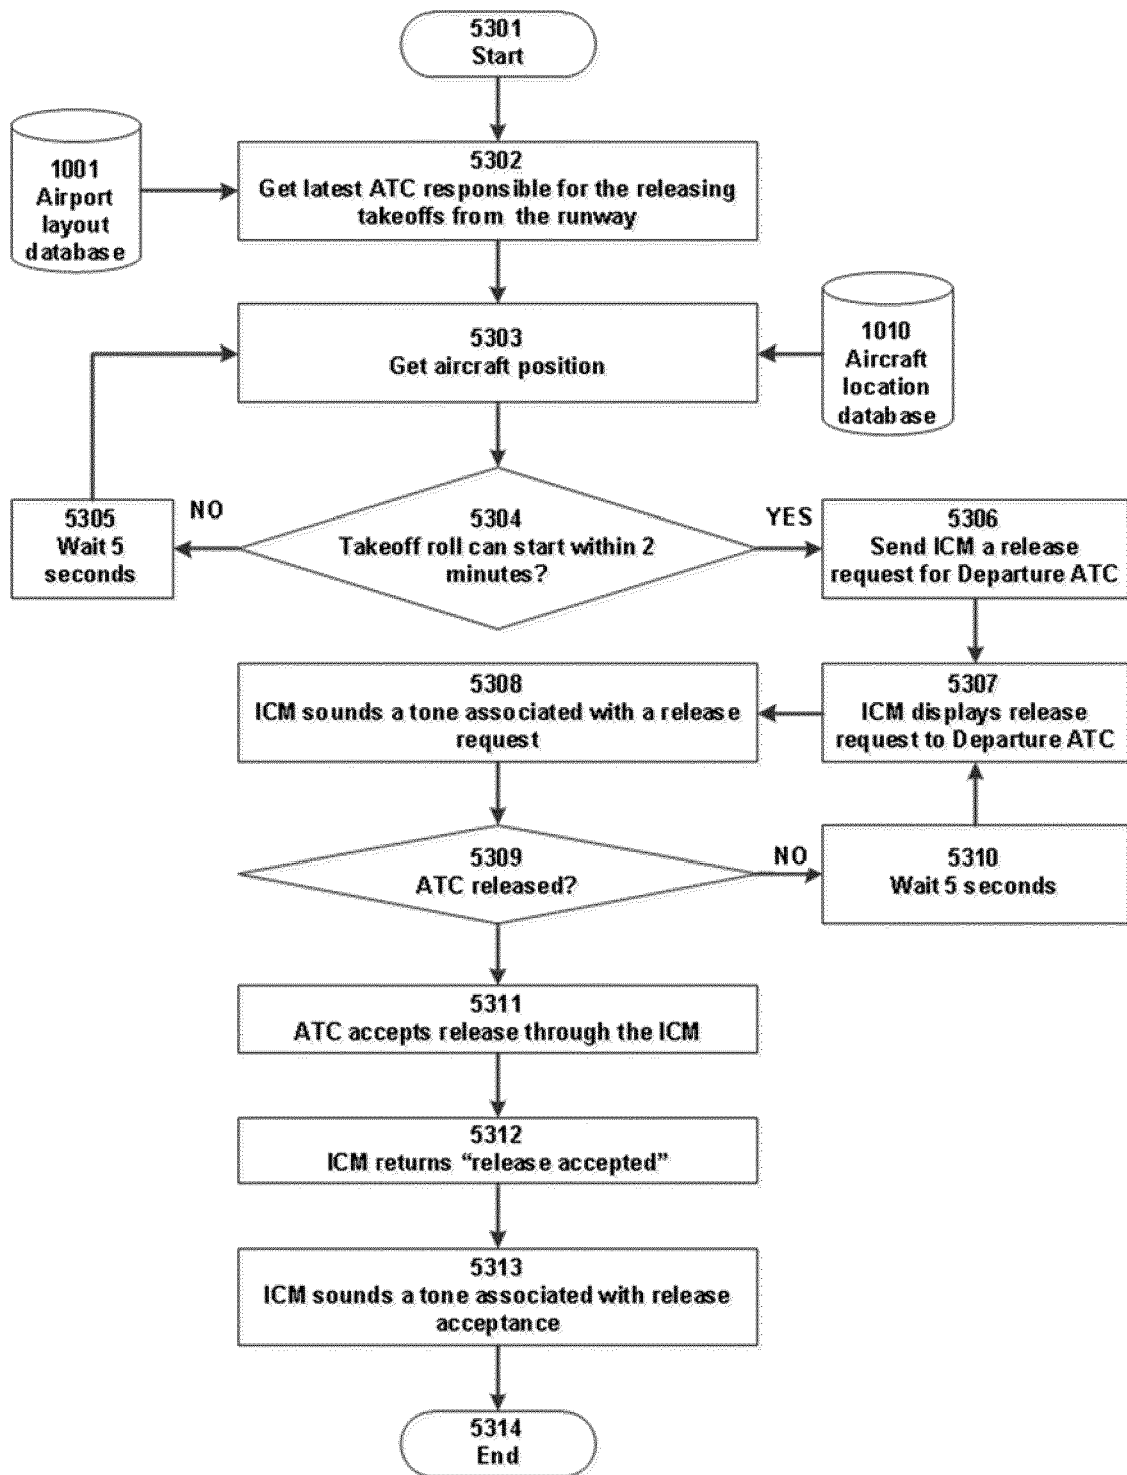 5301
Start
1001
Airport
layout
database
5302
Get latest ATC responsible for the releasing
takeoffs from the runway
5303
Get aircraft position
1010
Aircraft
location
database
5305
Wait 5
seconds
NO
5304
Takeoff roll can start within 2
minutes?
YES
5306
Send ICM a release
request for Departure ATC
5308
ICM sounds a tone associated with a release
request
5307
ICM displays release
request to Departure ATC
5309
ATC released?
NO
5310
Wait 5 seconds
5311
ATC accepts release through the ICM
5312
ICM returns “release accepted”
5313
ICM sounds a tone associated with release
acceptance
5314
End